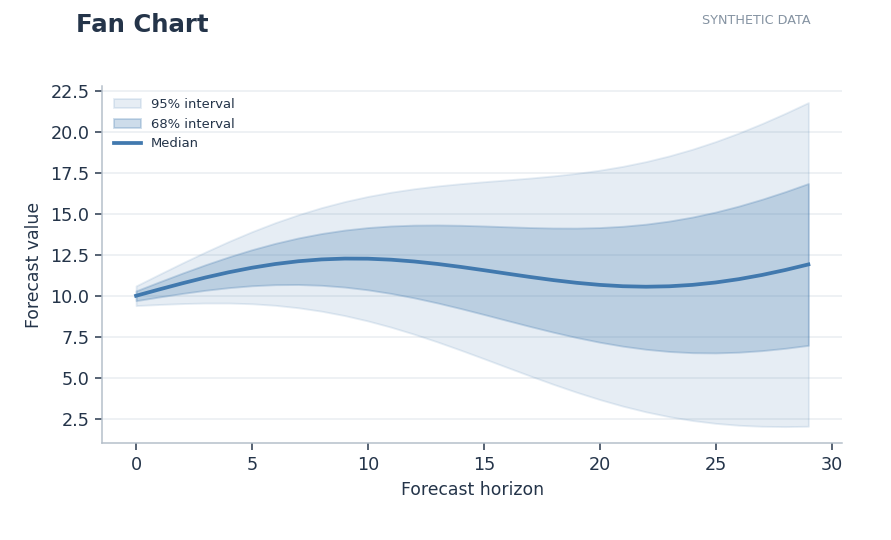 Fan Chart
SYNTHETIC DATA
95% interval
68% interval
Median
Forecast value
22.5
20.0
17.5
15.0
12.5
10.0
7.5
5.0
2.5
0 5 10 15 20 25 30
Forecast horizon